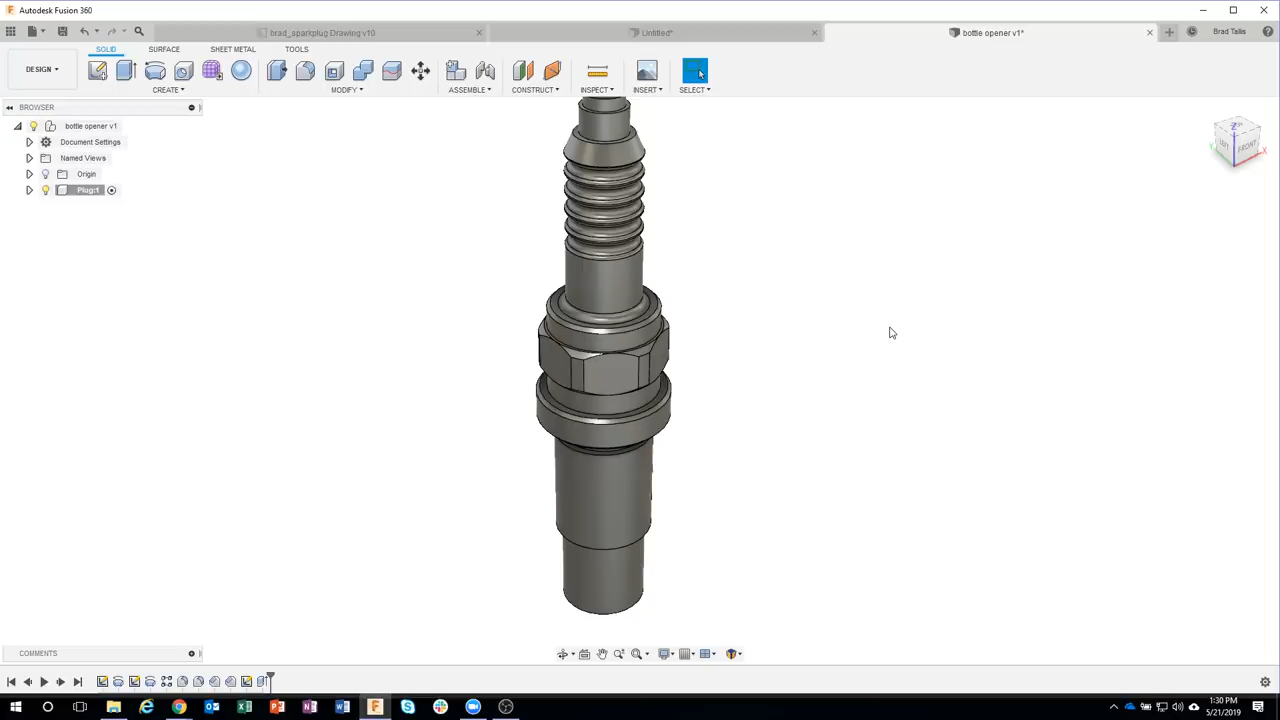 Autodesk Fusion 360
brad_sparkplug Drawing v10
Untitled*
bottle opener v1*
Brad Tallis
SOLID
SURFACE
SHEET METAL
TOOLS
DESIGN
CREATE
MODIFY
ASSEMBLE
CONSTRUCT
INSPECT
INSERT
SELECT
BROWSER
bottle opener v1
Document Settings
Named Views
Origin
Plug:1
Z
LEFT
FRONT
X
Y
COMMENTS
1:30 PM
5/21/2019